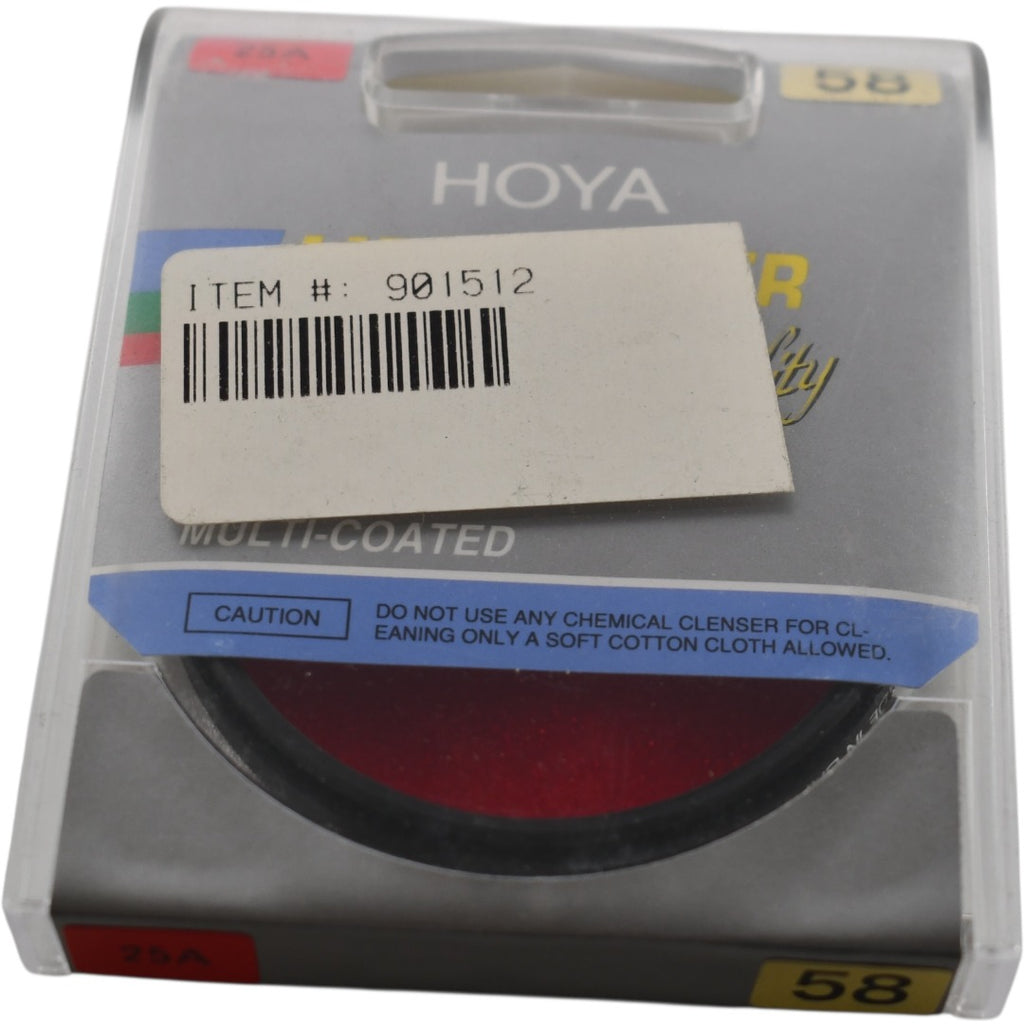 25A
58
HOYA
ITEM #: 901512
MULTI-COATED
CAUTION
DO NOT USE ANY CHEMICAL CLENSER FOR CL-
EANING ONLY A SOFT COTTON CLOTH ALLOWED.
25A
58